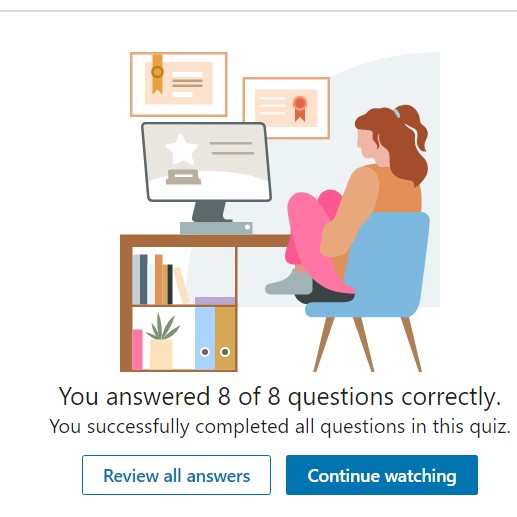 You answered 8 of 8 questions correctly.
You successfully completed all questions in this quiz.
Review all answers
Continue watching